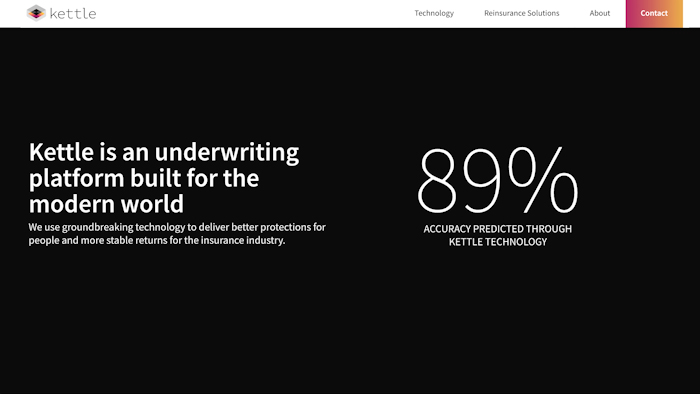 kettle
Technology
Reinsurance Solutions
About
Contact
Kettle is an underwriting
platform built for the
modern world
We use groundbreaking technology to deliver better protections for
people and more stable returns for the insurance industry.
89%
ACCURACY PREDICTED THROUGH
KETTLE TECHNOLOGY